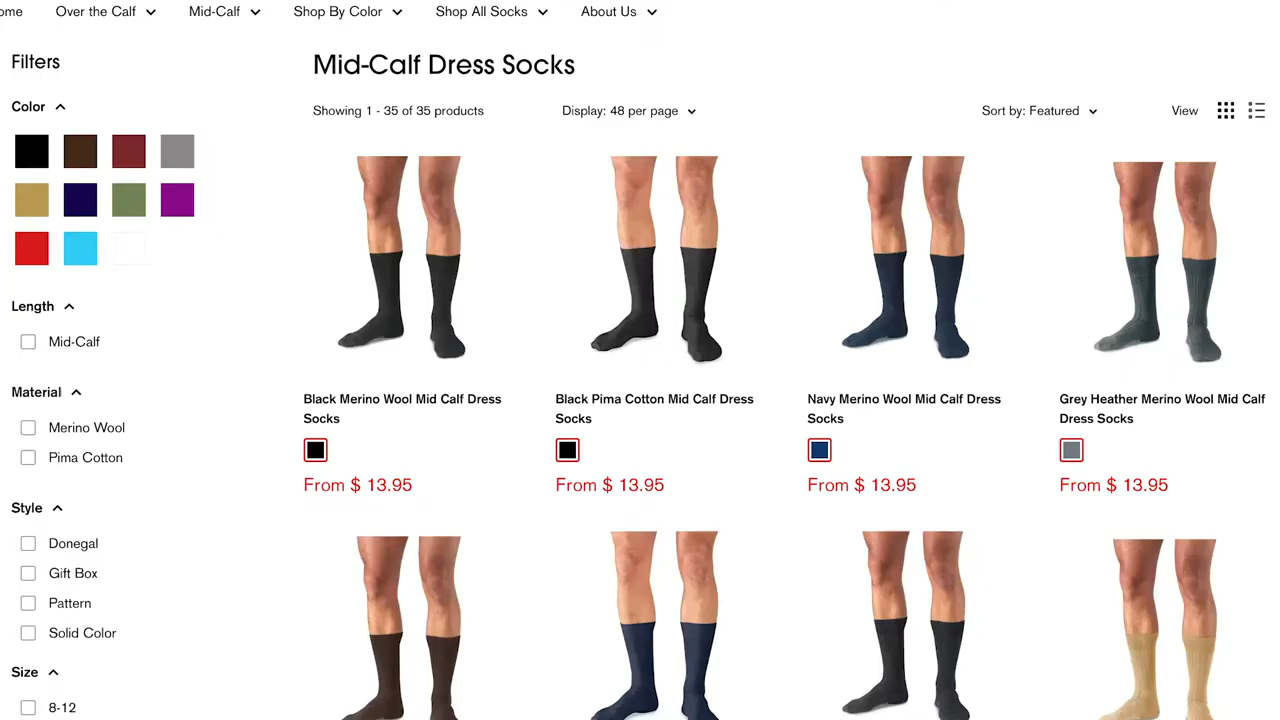 ome Over the Calf Mid-Calf Shop By Color Shop All Socks About Us
Filters
Color
Length
Mid-Calf
Material
Merino Wool
Pima Cotton
Style
Donegal
Gift Box
Pattern
Solid Color
Size
8-12
Mid-Calf Dress Socks
Showing 1 - 35 of 35 products Display: 48 per page Sort by: Featured View
Black Merino Wool Mid Calf Dress
Socks
From $ 13.95
Black Pima Cotton Mid Calf Dress
Socks
From $ 13.95
Navy Merino Wool Mid Calf Dress
Socks
From $ 13.95
Grey Heather Merino Wool Mid Calf
Dress Socks
From $ 13.95